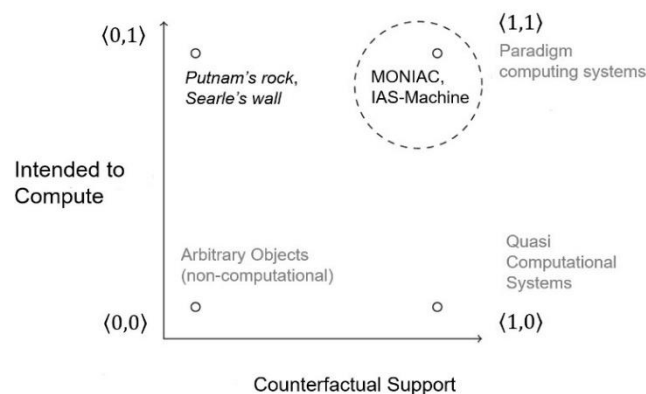 ⟨0,1⟩
⟨1,1⟩
Putnam's rock,
Searle's wall
MONIAC,
IAS-Machine
Paradigm
computing systems
Intended to
Compute
Arbitrary Objects
(non-computational)
Quasi
Computational
Systems
⟨0,0⟩
⟨1,0⟩
Counterfactual Support